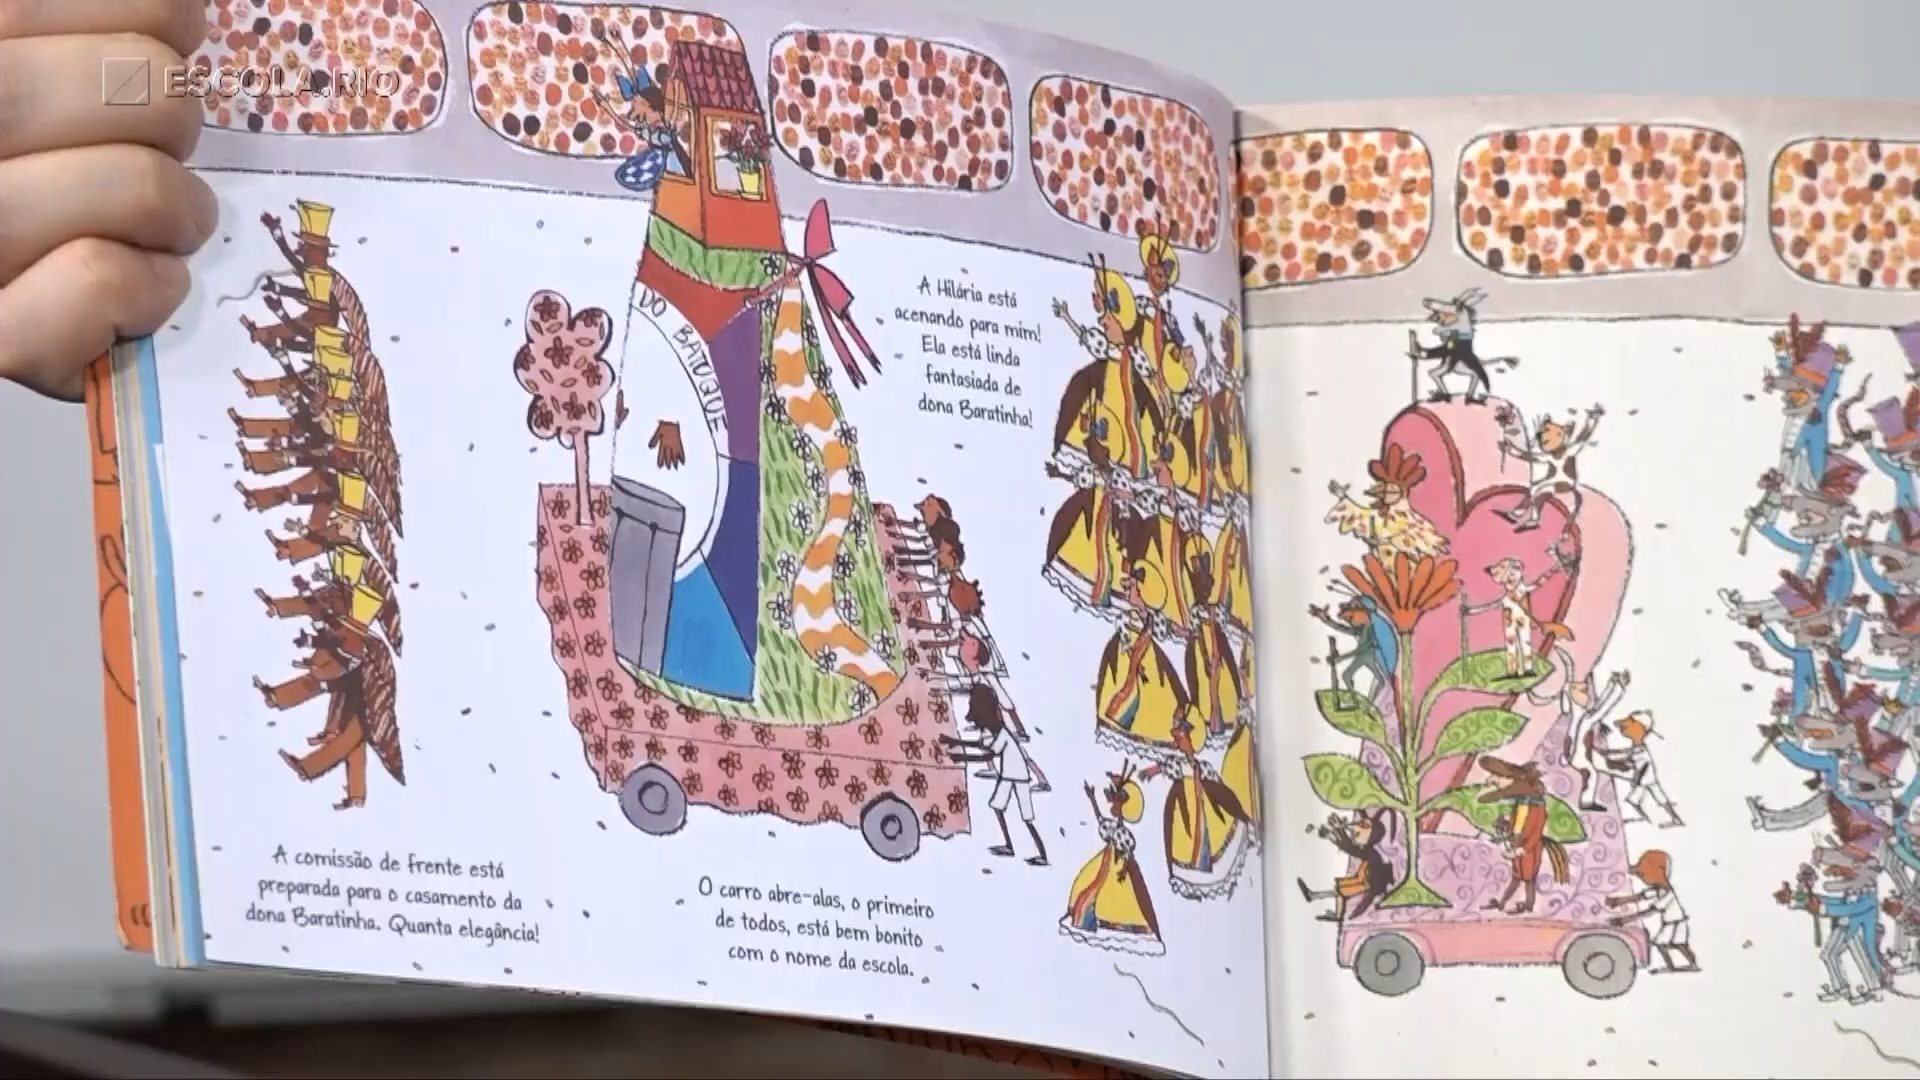 ESCOLA.RIO
DO BATUQUE
A Hilária está
acenando para mim!
Ela está linda
fantasiada de
dona Baratinha!
A comissão de frente está
preparada para o casamento da
dona Baratinha. Quanta elegância!
O carro abre-alas, o primeiro
de todos, está bem bonito
com o nome da escola.